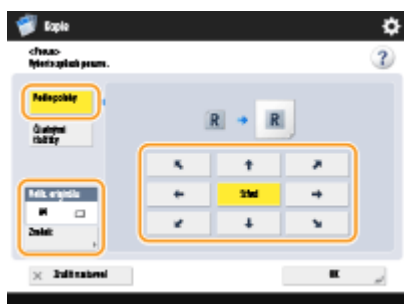 Kopie
<Posun>
Vyberte způsob posunu.
?
Podle polohy
Číselnými
tlačítky
R
R
Střed
Velik. originálu
Změnit
Zrušit nastavení
OK